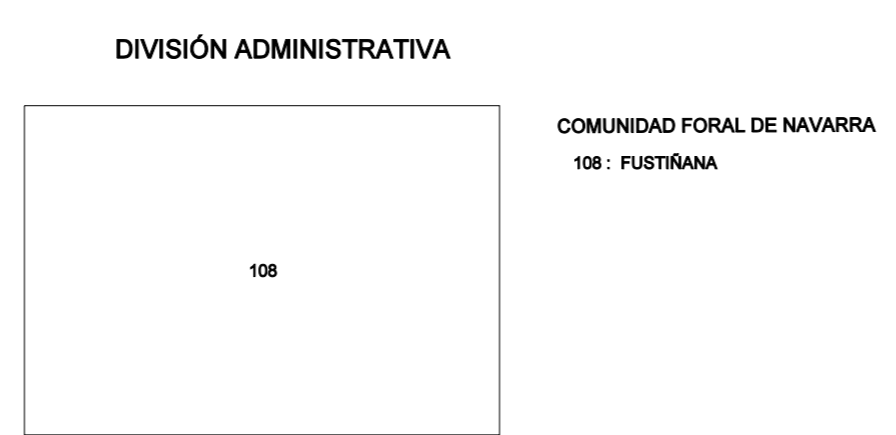 DIVISIÓN ADMINISTRATIVA
COMUNIDAD FORAL DE NAVARRA
108 : FUSTIÑANA
108